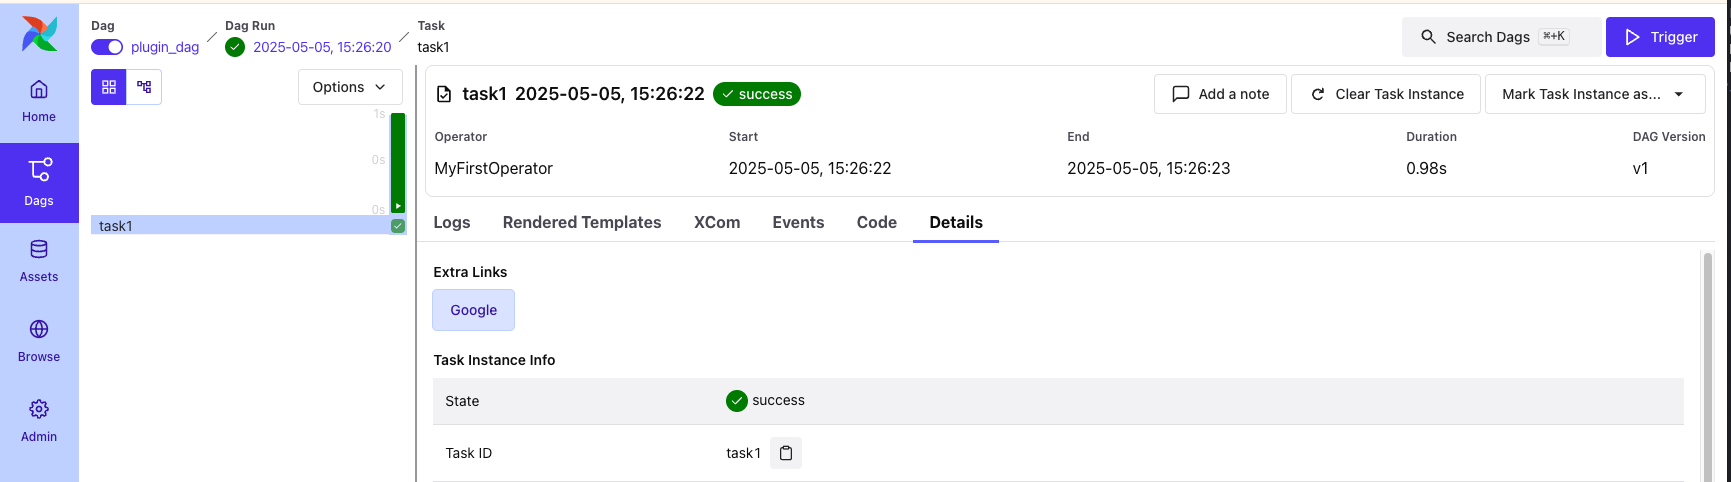 Dag
plugin_dag
Dag Run
2025-05-05, 15:26:20
Task
task1
Search Dags ⌘+K
Trigger
Home
Dags
Assets
Browse
Admin
Options
1s
0s
0s
task1
task1 2025-05-05, 15:26:22 success
Add a note
Clear Task Instance
Mark Task Instance as...
Operator Start End Duration DAG Version
MyFirstOperator 2025-05-05, 15:26:22 2025-05-05, 15:26:23 0.98s v1
Logs Rendered Templates XCom Events Code Details
Extra Links
Google
Task Instance Info
State success
Task ID task1